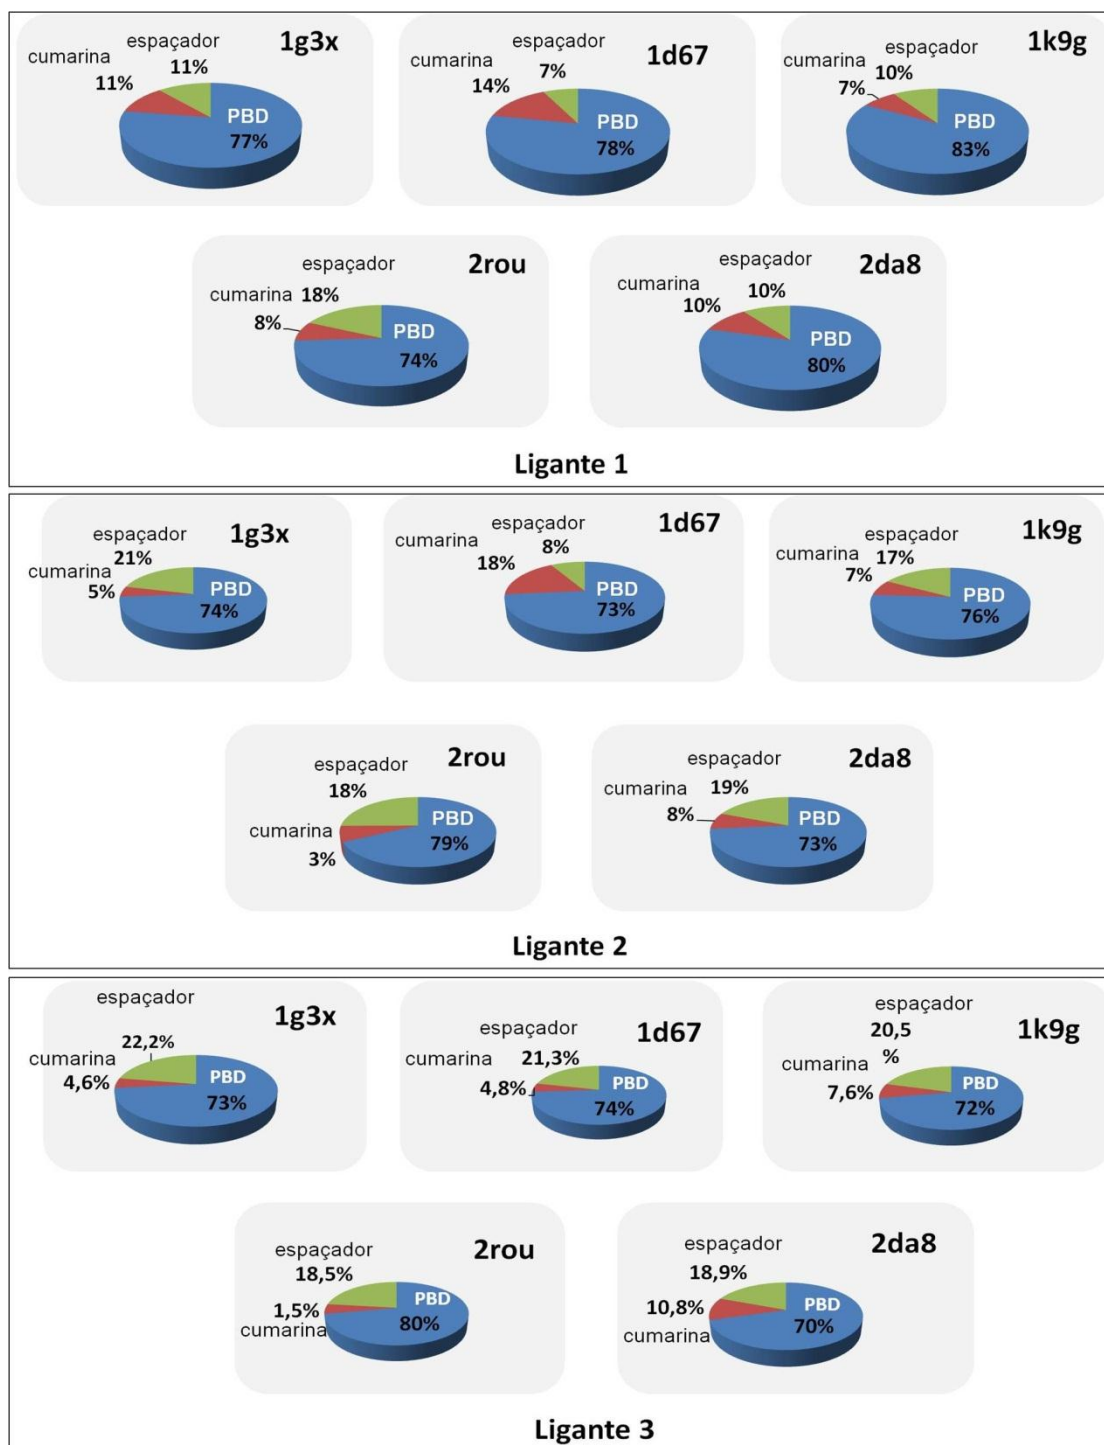 1g3x
espaçador
cumarina
11%
11%
PBD
77%
1d67
espaçador
cumarina
7%
14%
PBD
78%
1k9g
espaçador
cumarina
10%
7%
PBD
83%
2rou
espaçador
cumarina
18%
8%
PBD
74%
2da8
espaçador
cumarina
10%
10%
PBD
80%
Ligante 1
1g3x
espaçador
21%
cumarina
5%
PBD
74%
1d67
espaçador
cumarina
8%
18%
PBD
73%
1k9g
espaçador
cumarina
17%
7%
PBD
76%
2rou
espaçador
18%
cumarina
3%
PBD
79%
2da8
espaçador
cumarina
19%
8%
PBD
73%
Ligante 2
1g3x
espaçador
22,2%
cumarina
4,6%
PBD
73%
1d67
espaçador
cumarina
21,3%
4,8%
PBD
74%
1k9g
espaçador
20,5
%
cumarina
7,6%
PBD
72%
2rou
espaçador
18,5%
1,5%
cumarina
PBD
80%
2da8
espaçador
18,9%
10,8%
cumarina
PBD
70%
Ligante 3